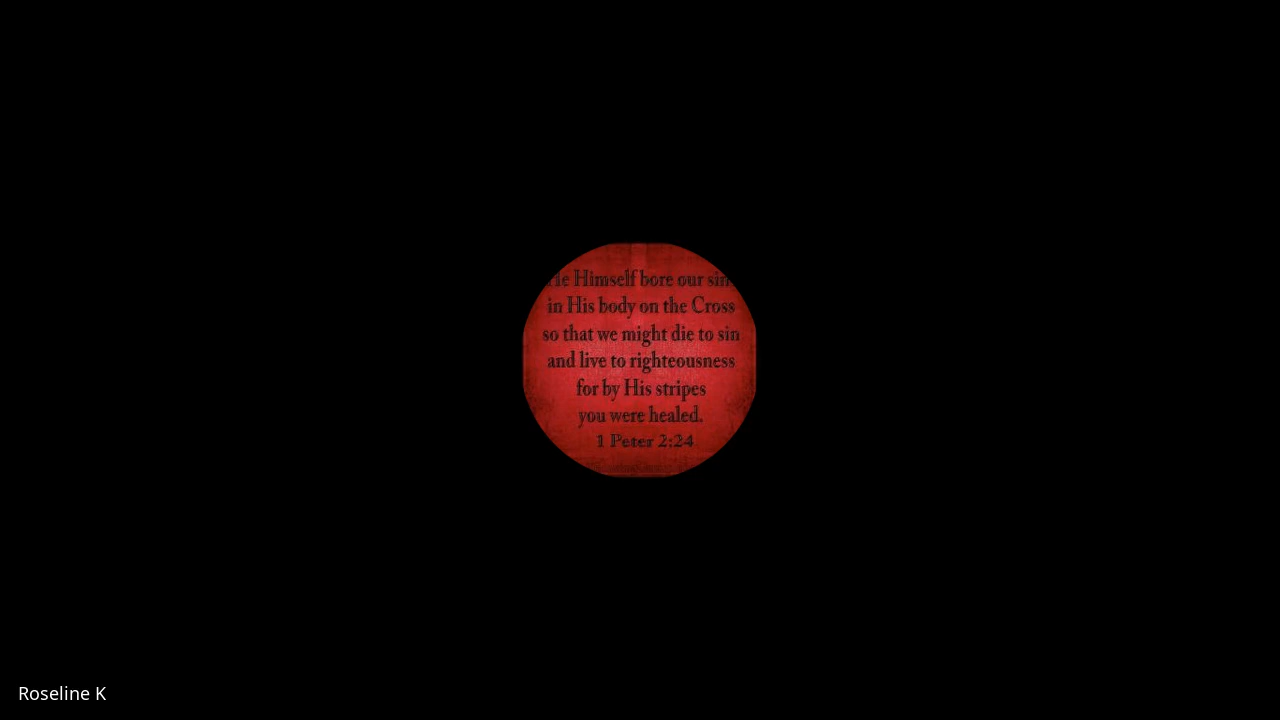 He Himself bore our sin
in His body on the Cross
so that we might die to sin
and live to righteousness
for by His stripes
you were healed.
1 Peter 2:24
Roseline K